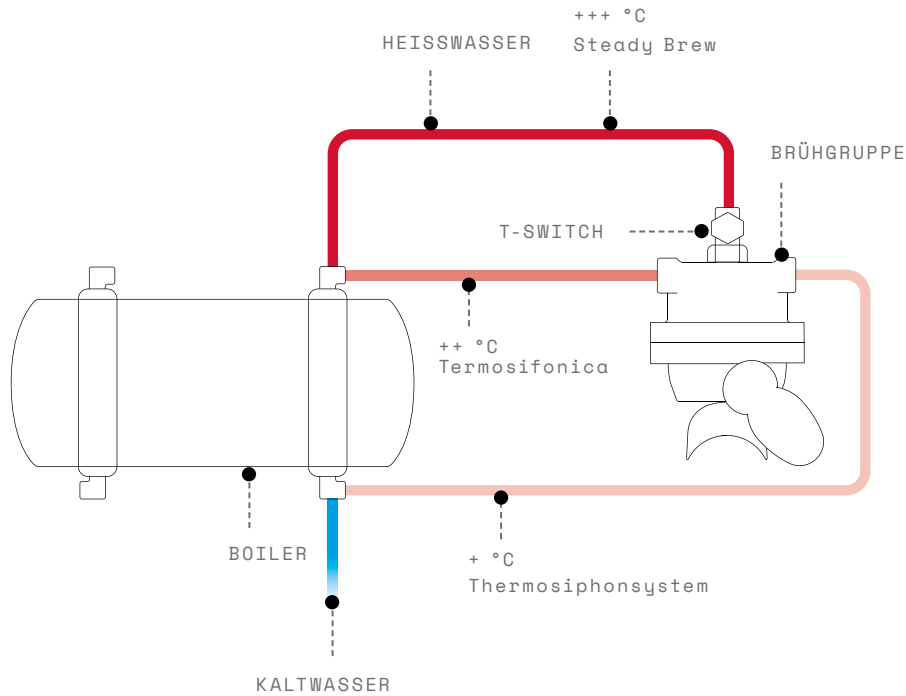 +++ °C
Steady Brew
HEISSWASSER
BRÜHGRUPPE
T-SWITCH
++ °C
Termosifonica
BOILER
+ °C
Thermosiphonsystem
KALTWASSER